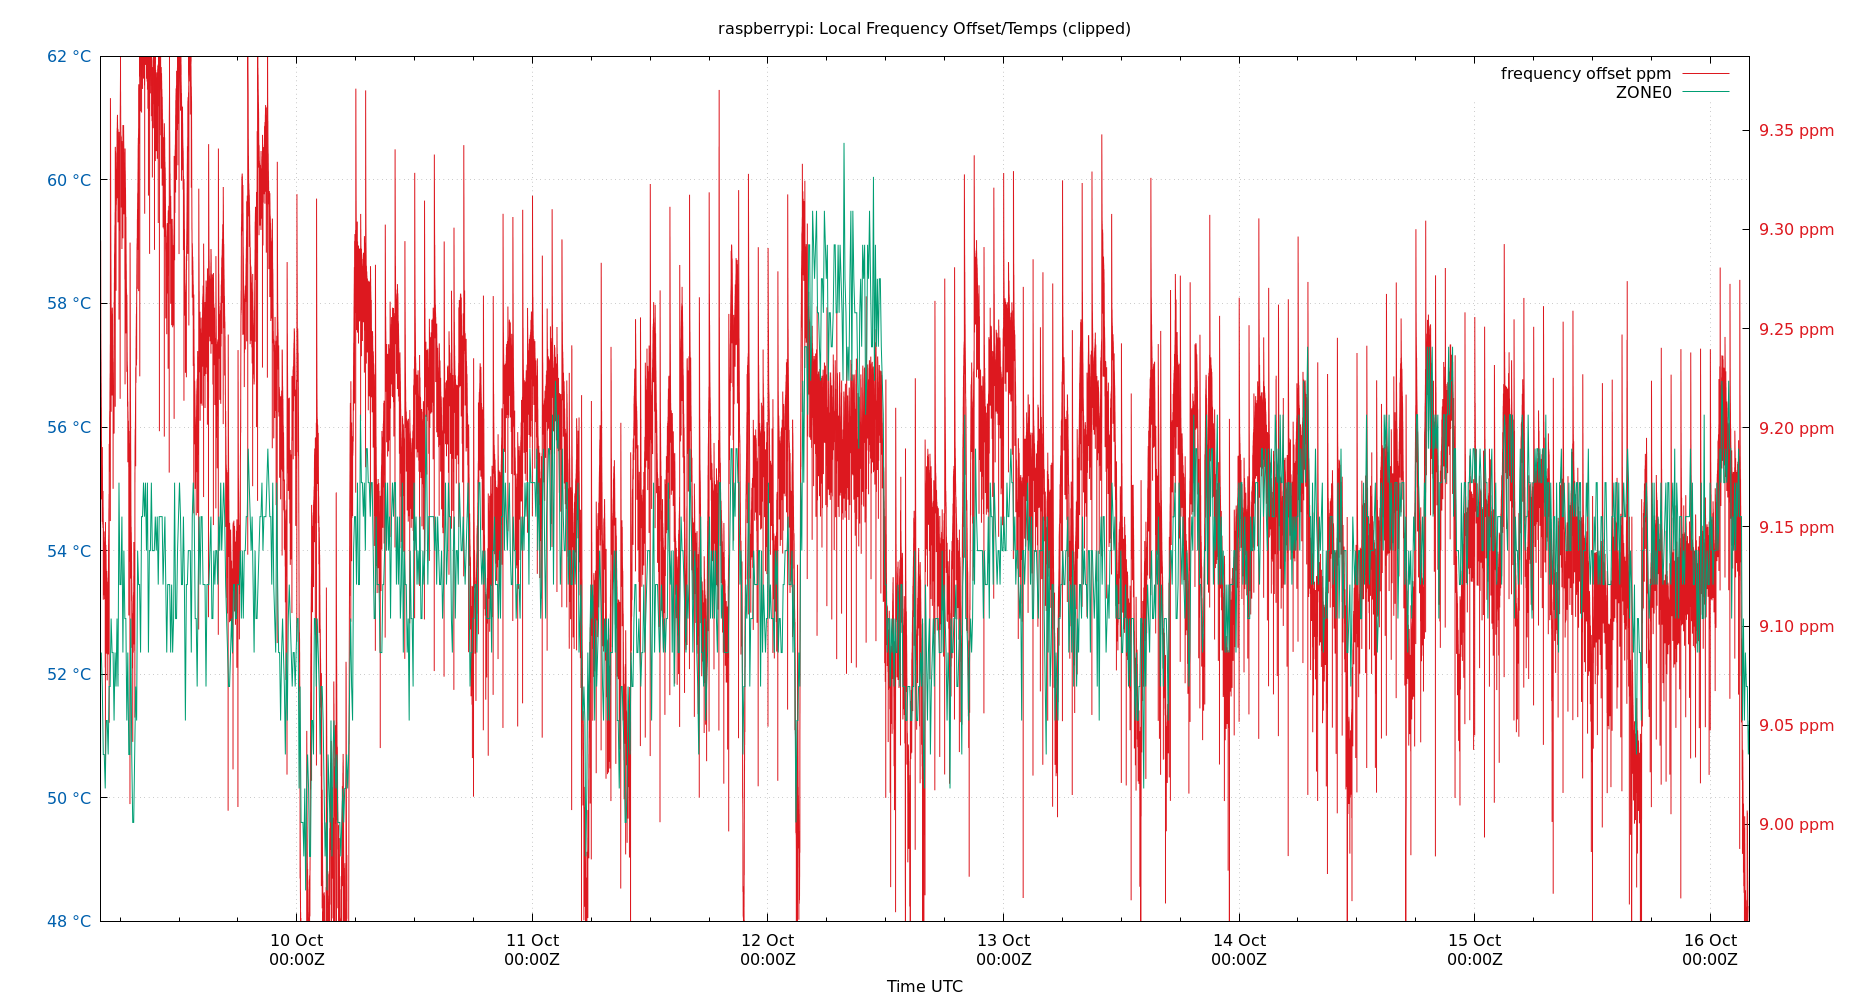 raspberrypi: Local Frequency Offset/Temps (clipped)
frequency offset ppm
ZONE0
62 °C
60 °C
58 °C
56 °C
54 °C
52 °C
50 °C
48 °C
9.35 ppm
9.30 ppm
9.25 ppm
9.20 ppm
9.15 ppm
9.10 ppm
9.05 ppm
9.00 ppm
10 Oct
00:00Z
11 Oct
00:00Z
12 Oct
00:00Z
13 Oct
00:00Z
14 Oct
00:00Z
15 Oct
00:00Z
16 Oct
00:00Z
Time UTC